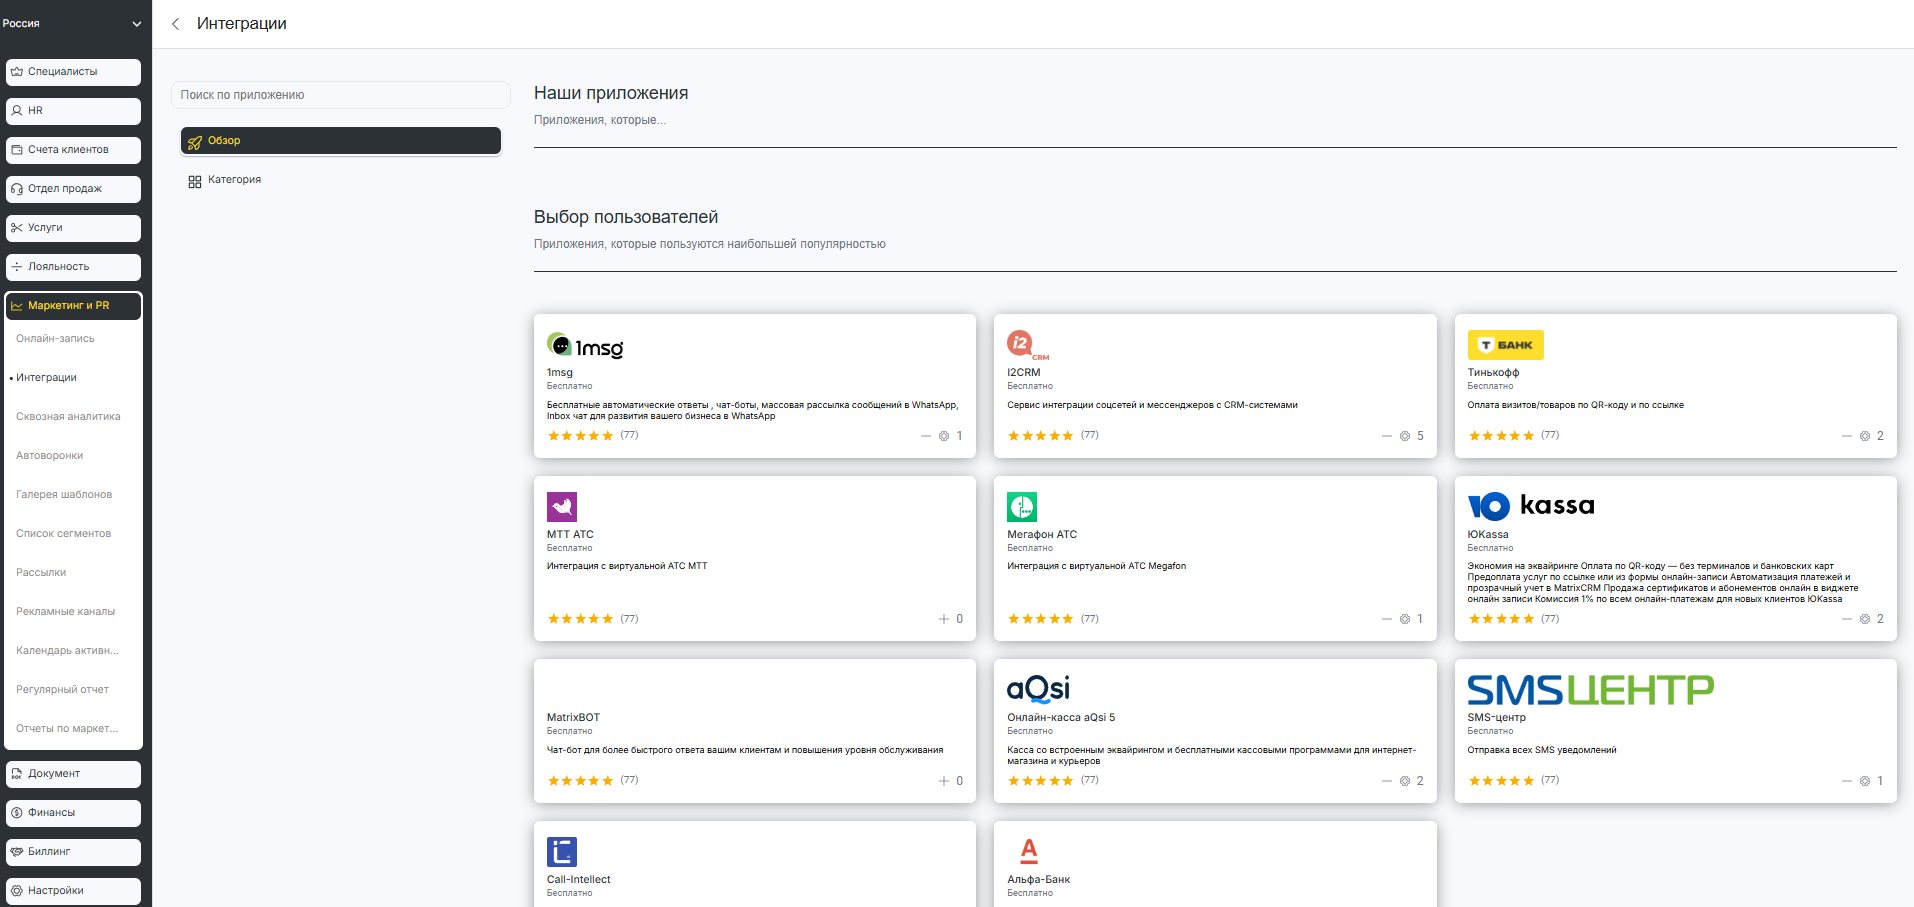 Россия
Специалисты
HR
Счета клиентов
Отдел продаж
Услуги
Лояльность
Маркетинг и PR
Онлайн-запись
Интеграции
Сквозная аналитика
Автоворонки
Галерея шаблонов
Список сегментов
Рассылки
Рекламные каналы
Календарь активн...
Регулярный отчет
Отчеты по маркет...
Документ
Финансы
Биллинг
Настройки
Интеграции
Поиск по приложению
Обзор
Категория
Наши приложения
Приложения, которые...
Выбор пользователей
Приложения, которые пользуются наибольшей популярностью
1msg
1msg
Бесплатно
Бесплатные автоматические ответы , чат-боты, массовая рассылка сообщений в WhatsApp,
Inbox чат для развития вашего бизнеса в WhatsApp
(77)
1
i2 CRM
I2CRM
Бесплатно
Сервис интеграции соцсетей и мессенджеров с CRM-системами
(77)
5
Т БАНК
Тинькофф
Бесплатно
Оплата визитов/товаров по QR-коду и по ссылке
(77)
2
МТТ АТС
Бесплатно
Интеграция с виртуальной АТС МТТ
(77)
0
Мегафон АТС
Бесплатно
Интеграция с виртуальной АТС Megafon
(77)
1
Ю kassa
ЮKassa
Бесплатно
Экономия на эквайринге Оплата по QR-коду — без терминалов и банковских карт
Предоплата услуг по ссылке или из формы онлайн-записи Автоматизация платежей и
прозрачный учет в MatrixCRM Продажа сертификатов и абонементов онлайн в виджете
онлайн записи Комиссия 1% по всем онлайн-платежам для новых клиентов ЮKassa
(77)
2
MatrixBOT
Бесплатно
Чат-бот для более быстрого ответа вашим клиентам и повышения уровня обслуживания
(77)
0
aQsi
Онлайн-касса aQsi 5
Бесплатно
Касса со встроенным эквайрингом и бесплатными кассовыми программами для интернет-
магазина и курьеров
(77)
2
SMSЦЕНТР
SMS-центр
Бесплатно
Отправка всех SMS уведомлений
(77)
1
Call-Intellect
Бесплатно
А
Альфа-Банк
Бесплатно